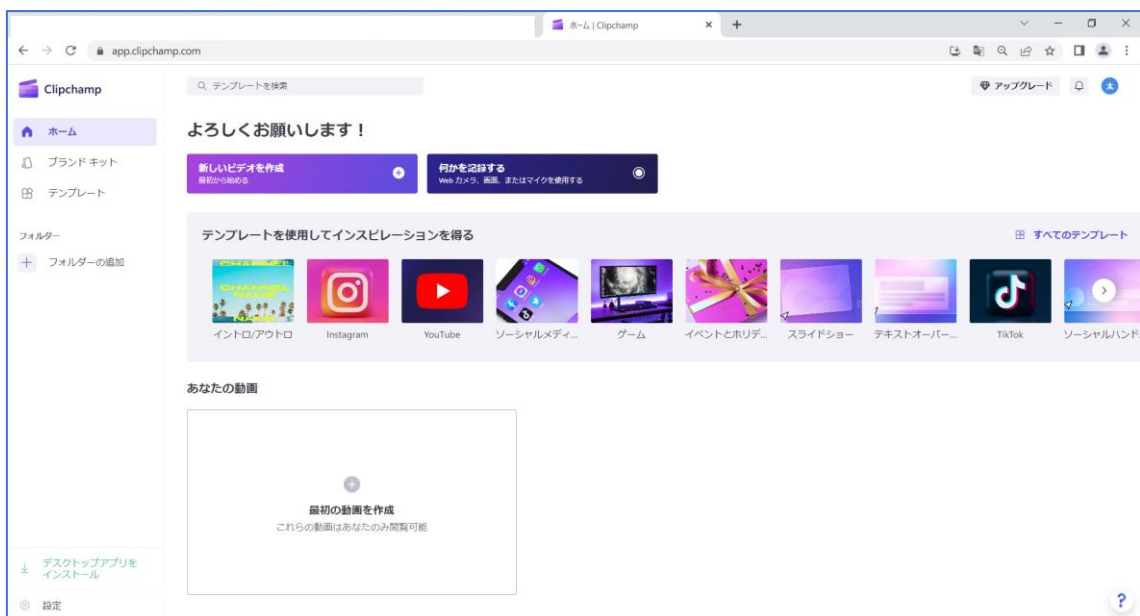 ホーム | Clipchamp
app.clipchamp.com
Clipchamp
テンプレートを検索
アップグレード
ホーム
ブランド キット
テンプレート
フォルダー
フォルダーの追加
よろしくお願いします！
新しいビデオを作成
最初から始める
何かを記録する
Web カメラ、画面、またはマイクを使用する
テンプレートを使用してインスピレーションを得る
すべてのテンプレート
CHANNEL
NAME
イントロ/アウトロ
Instagram
YouTube
ソーシャルメディ...
ゲーム
イベントとホリデ...
スライドショー
テキストオーバー...
TikTok
ソーシャルハンド
あなたの動画
最初の動画を作成
これらの動画はあなたのみ閲覧可能
デスクトップアプリを
インストール
設定
?